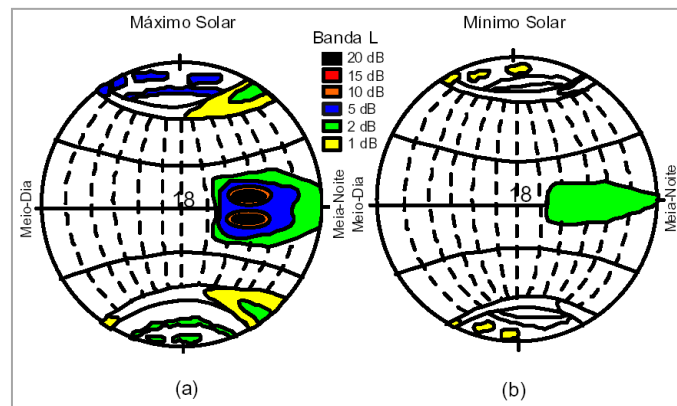 Máximo Solar
Mínimo Solar
Banda L
20 dB
15 dB
10 dB
5 dB
2 dB
1 dB
Meio-Dia
18
Meia-Noite
Meio-Dia
18
Meia-Noite
(a)
(b)